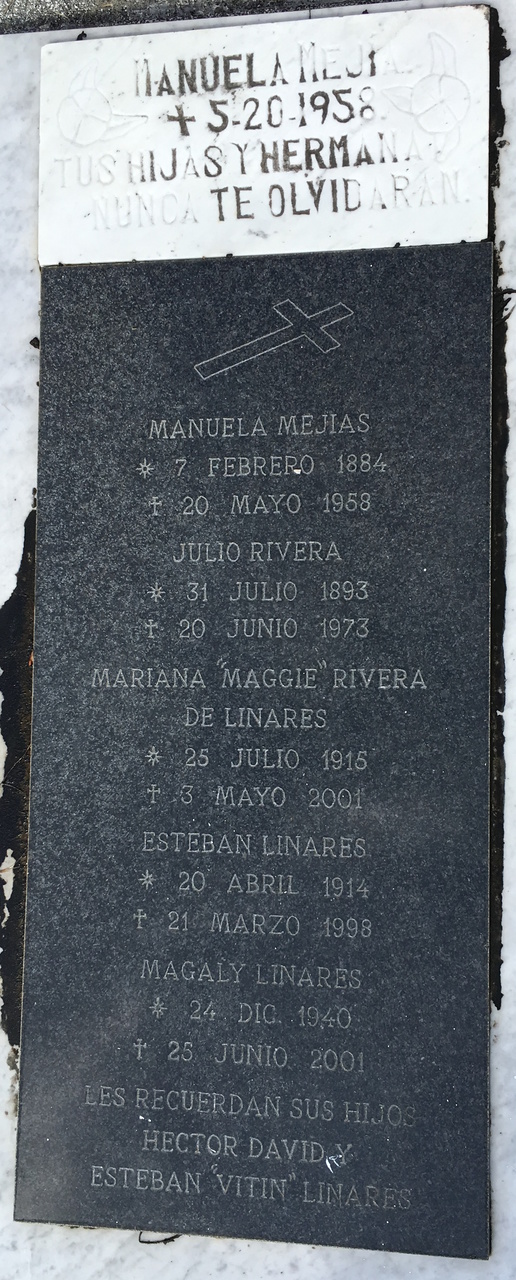 MANUELA MEJIA
✝ 5-20-1958
TUS HIJAS Y HERMANAS
NUNCA TE OLVIDARAN.
MANUELA MEJIAS
✲ 7 FEBRERO 1884
✝ 20 MAYO 1958
JULIO RIVERA
✲ 31 JULIO 1893
✝ 20 JUNIO 1973
MARIANA "MAGGIE" RIVERA
DE LINARES
✲ 25 JULIO 1915
✝ 3 MAYO 2001
ESTEBAN LINARES
✲ 20 ABRIL 1914
✝ 21 MARZO 1998
MAGALY LINARES
✲ 24 DIC. 1940
✝ 25 JUNIO 2001
LES RECUERDAN SUS HIJOS
HECTOR DAVID Y
ESTEBAN "VITIN" LINARES